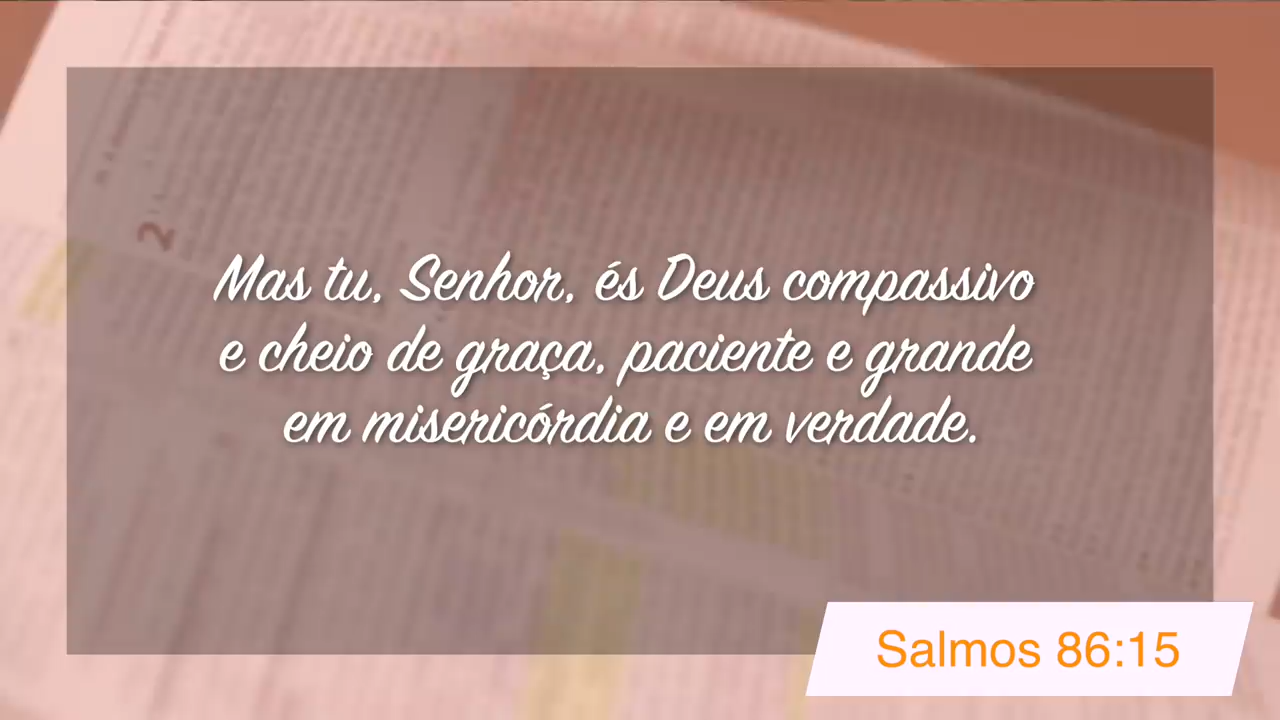 Mas tu, Senhor, és Deus compassivo
e cheio de graça, paciente e grande
em misericórdia e em verdade.
Salmos 86:15